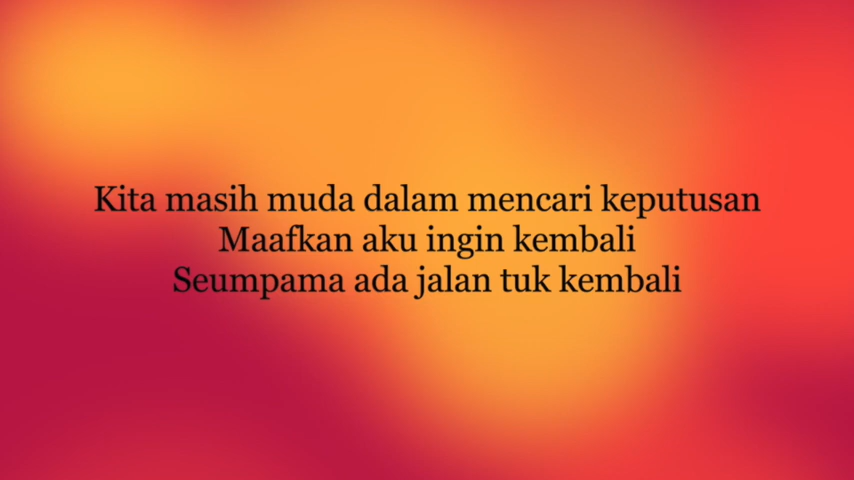 Kita masih muda dalam mencari keputusan
Maafkan aku ingin kembali
Seumpama ada jalan tuk kembali